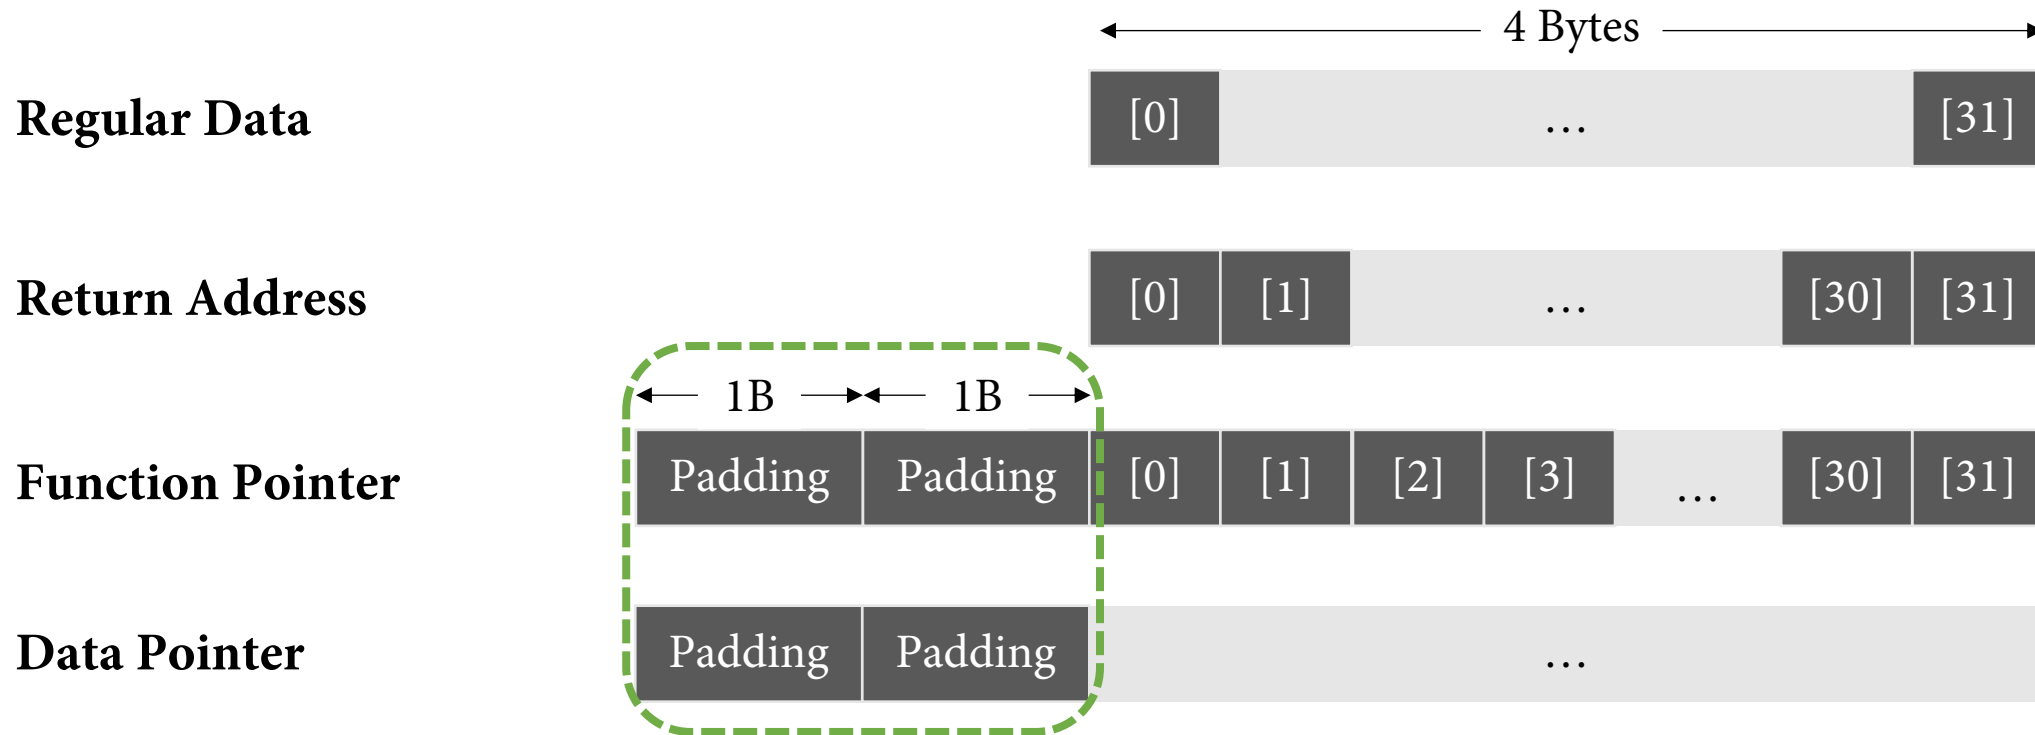 4 Bytes
Regular Data [0] ... [31]
Return Address [0] [1] ... [30] [31]
1B 1B
Function Pointer Padding Padding [0] [1] [2] [3] ... [30] [31]
Data Pointer Padding Padding ...